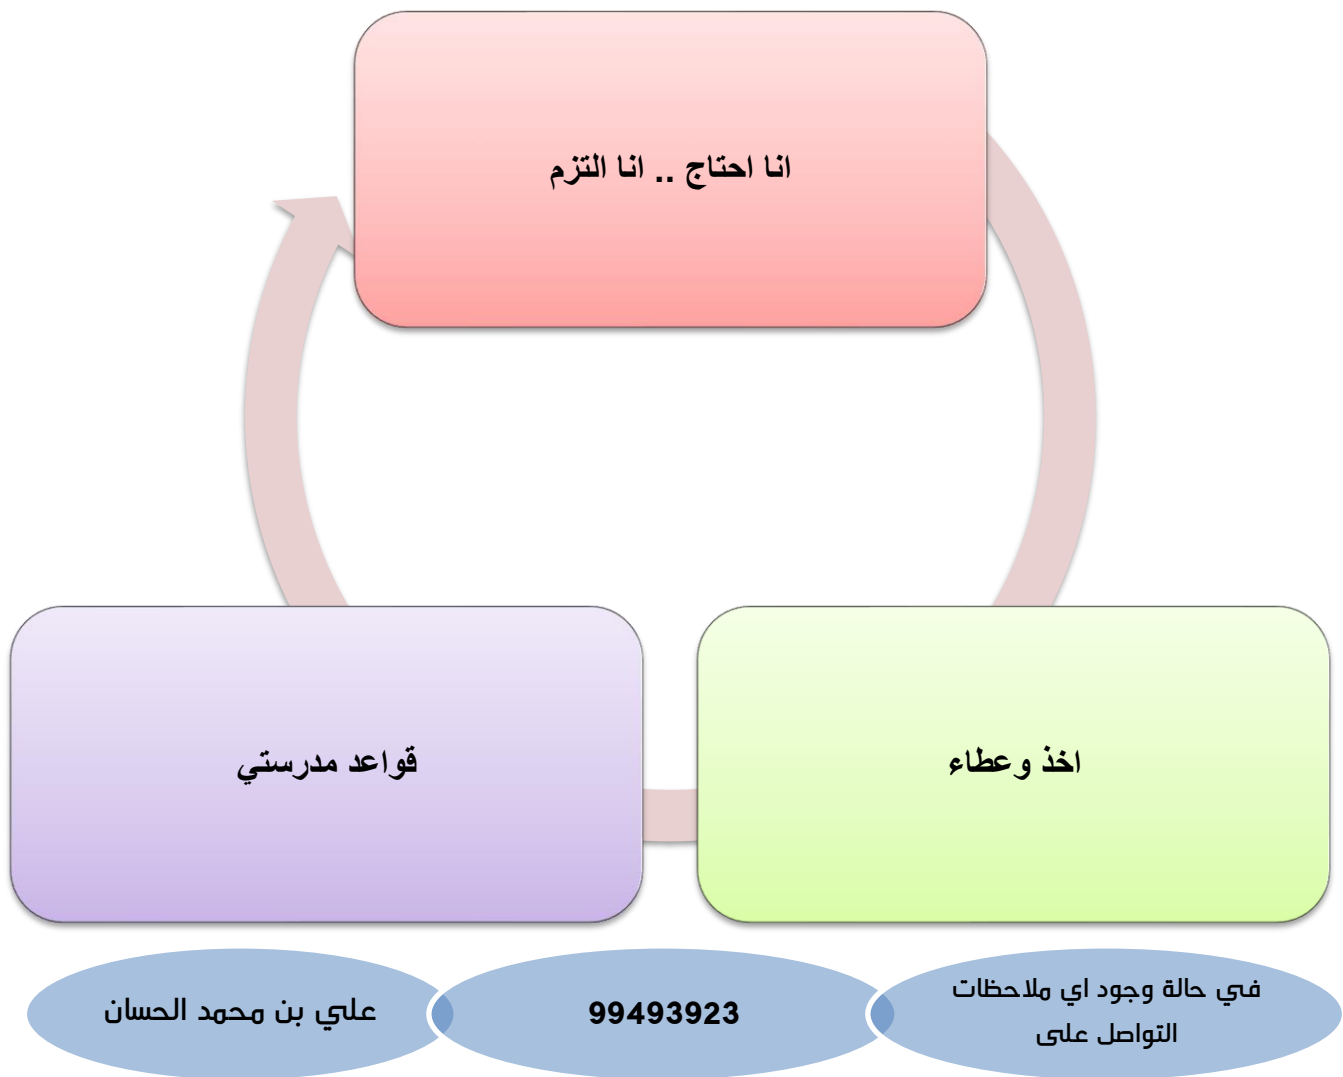 انا احتاج .. انا التزم
اخذ وعطاء
قواعد مدرستي
في حالة وجود اي ملاحظات
التواصل على
99493923
علي بن محمد الحسان